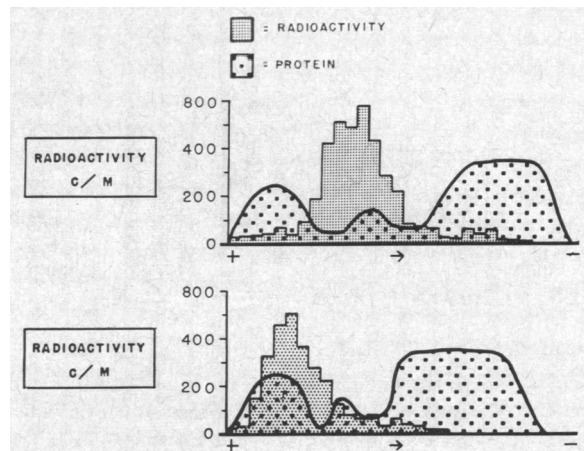 = RADIOACTIVITY
= PROTEIN
800
RADIOACTIVITY
C/M
400
200
0
+ → −
800
RADIOACTIVITY
C/M
400
200
0
+ → −